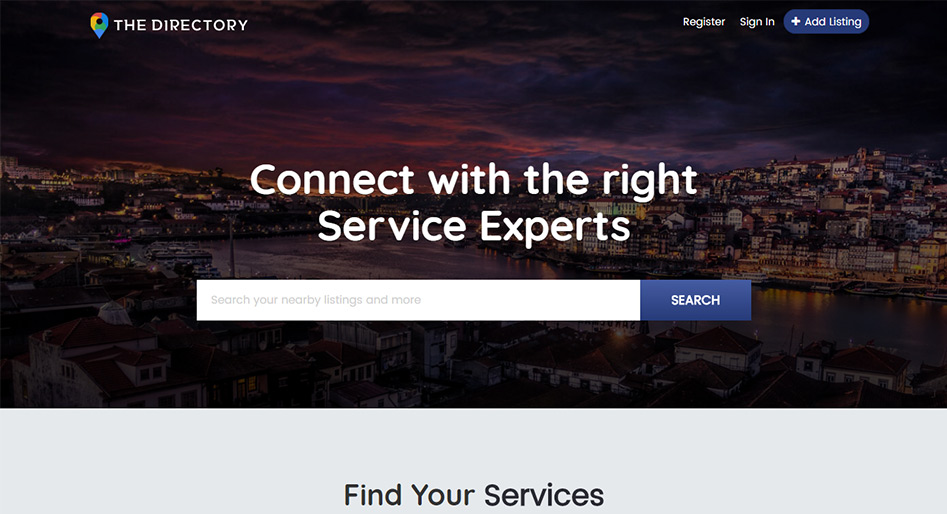 THE DIRECTORY
Register
Sign In
+ Add Listing
Connect with the right
Service Experts
Search your nearby listings and more
SEARCH
Find Your Services